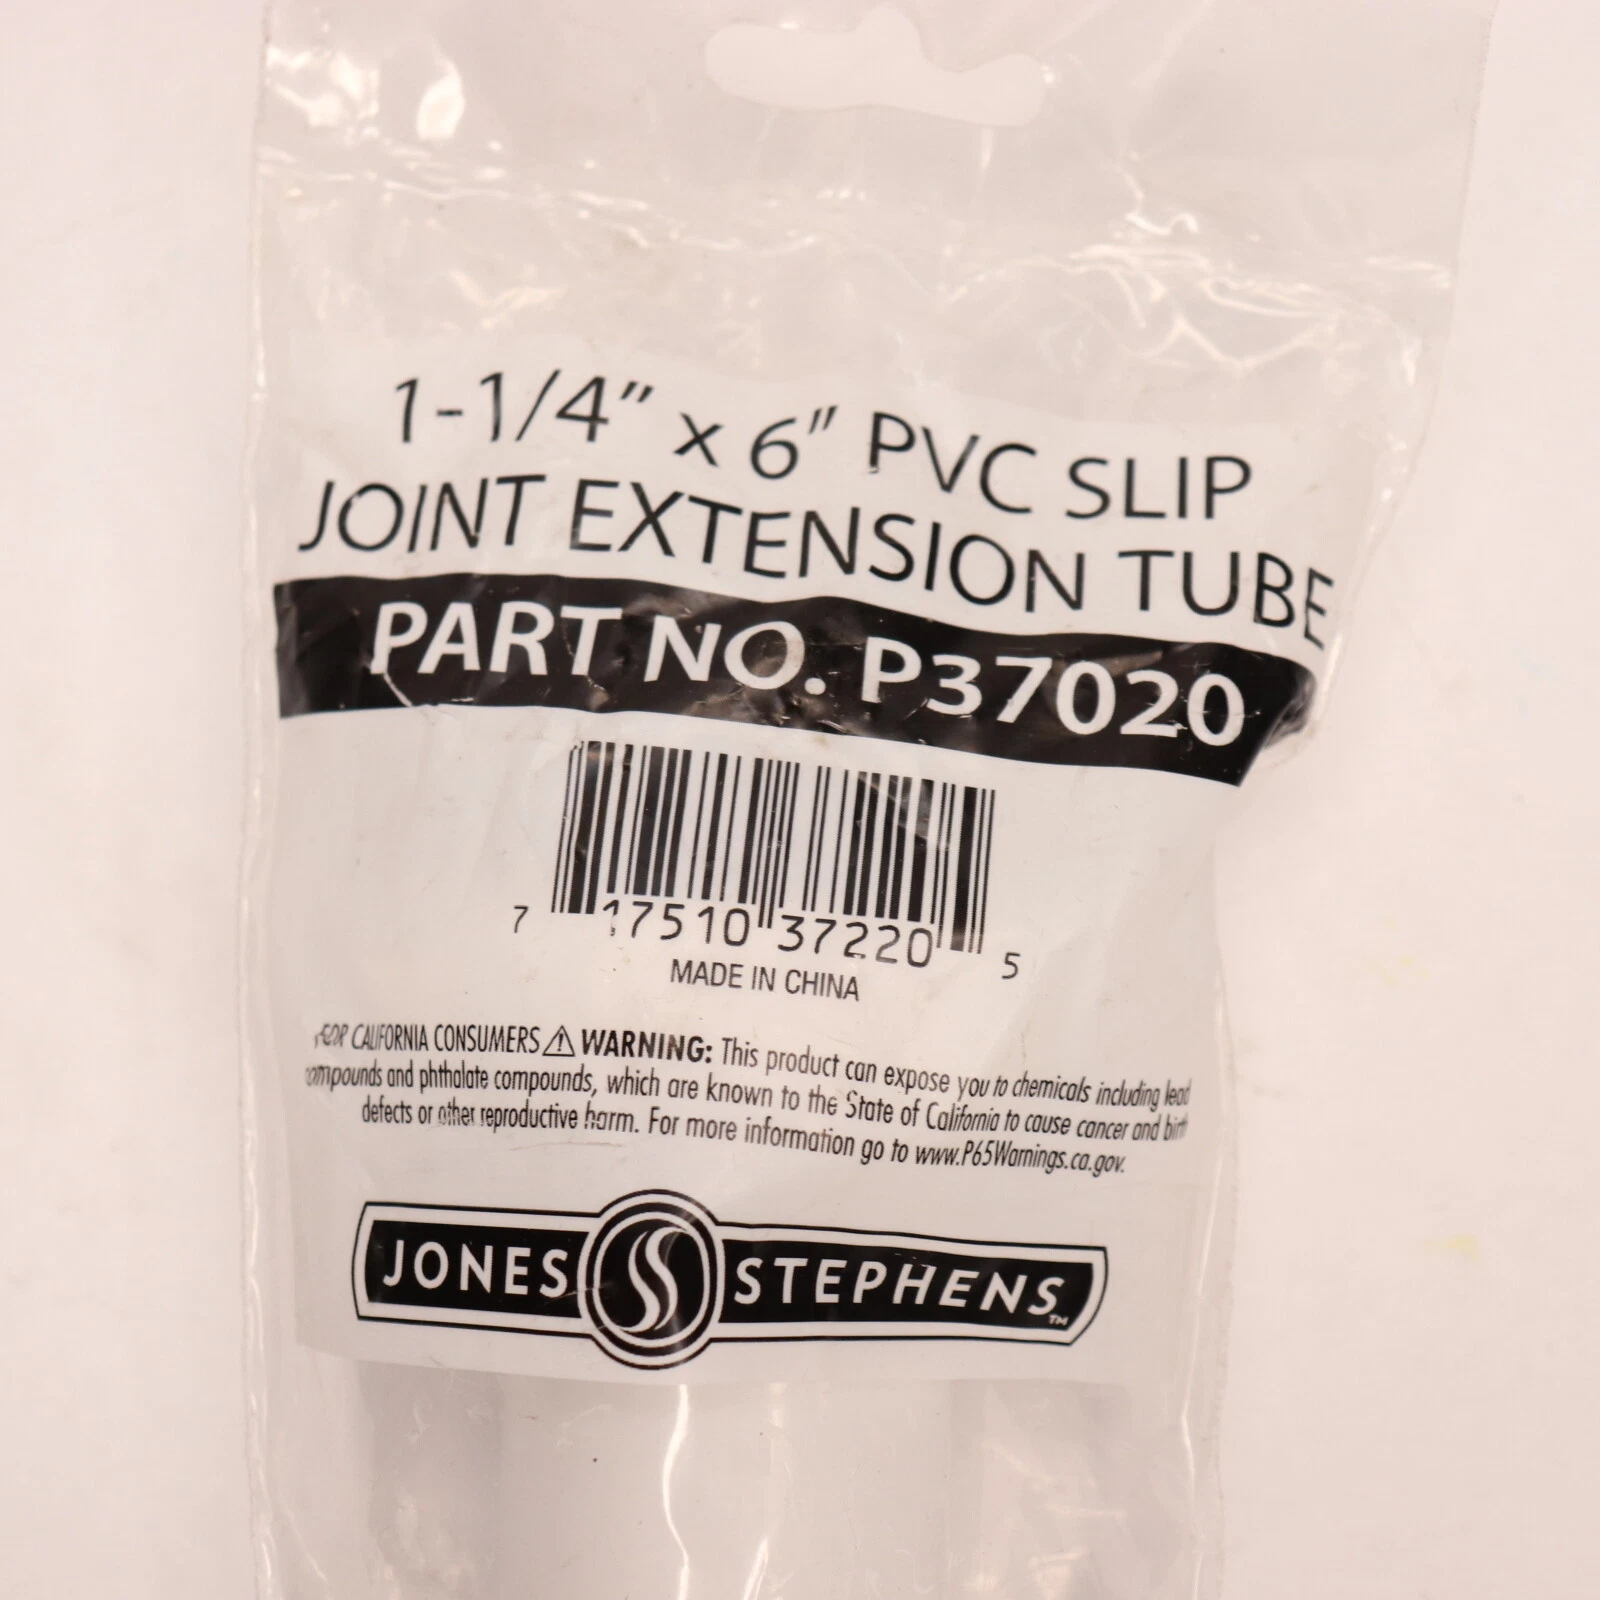 1-1/4" x 6" PVC SLIP
JOINT EXTENSION TUBE
PART NO. P37020
7 17510 37220 5
MADE IN CHINA
FOR CALIFORNIA CONSUMERS ⚠ WARNING: This product can expose you to chemicals including lead
compounds and phthalate compounds, which are known to the State of California to cause cancer and birth
defects or other reproductive harm. For more information go to www.P65Warnings.ca.gov.
JONES STEPHENS™